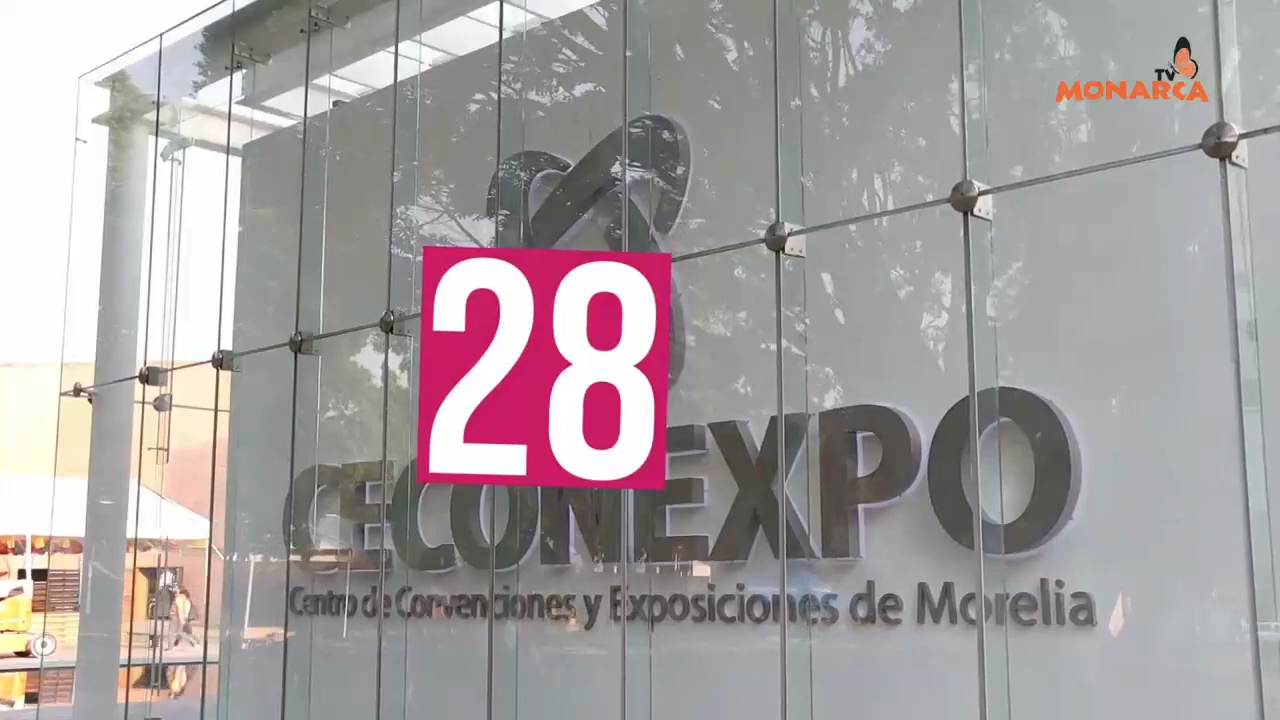 TV
MONARCA
28
CECONEXPO
Centro de Convenciones y Exposiciones de Morelia